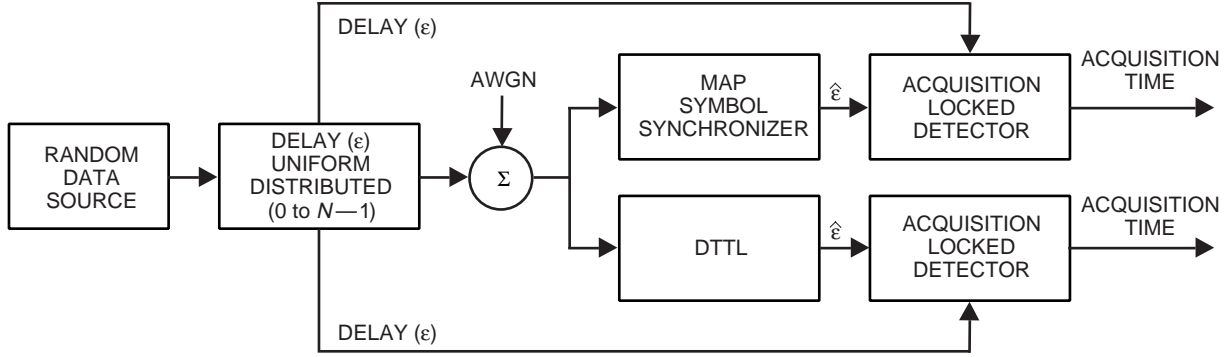 DELAY (ε)
AWGN
RANDOM
DATA
SOURCE
DELAY (ε)
UNIFORM
DISTRIBUTED
(0 to N—1)
Σ
MAP
SYMBOL
SYNCHRONIZER
ε̂
ACQUISITION
LOCKED
DETECTOR
ACQUISITION
TIME
DTTL
ε̂
ACQUISITION
LOCKED
DETECTOR
ACQUISITION
TIME
DELAY (ε)